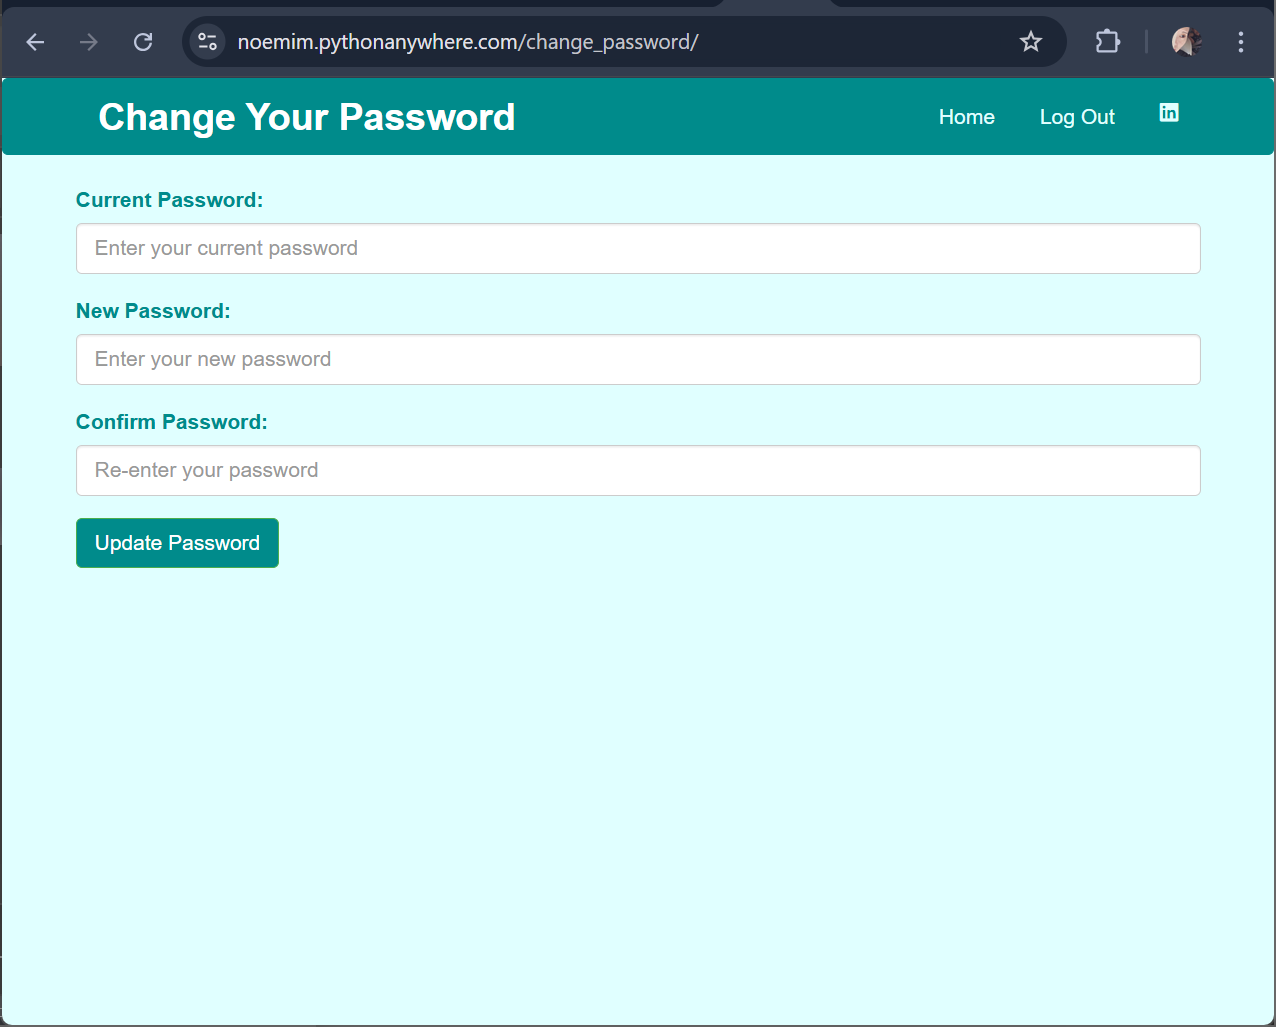 noemim.pythonanywhere.com/change_password/
Change Your Password
Home
Log Out
in
Current Password:
Enter your current password
New Password:
Enter your new password
Confirm Password:
Re-enter your password
Update Password